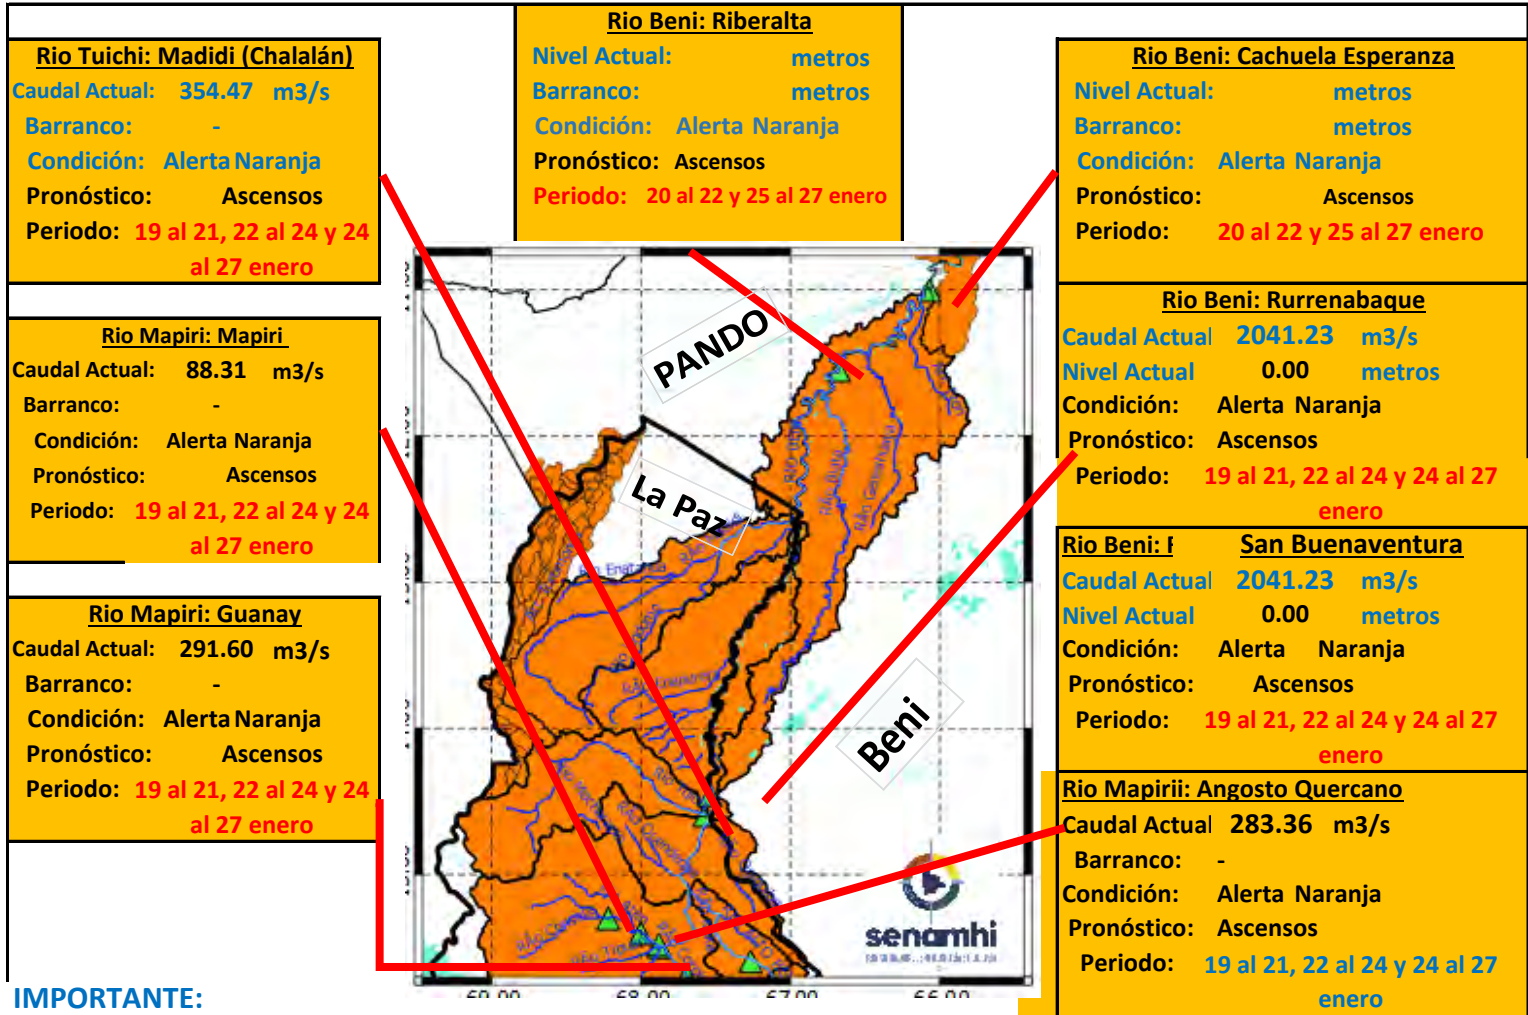 Rio Tuichi: Madidi (Chalalán)
Caudal Actual: 354.47 m3/s
Barranco: -
Condición: Alerta Naranja
Pronóstico: Ascensos
Periodo: 19 al 21, 22 al 24 y 24
al 27 enero
Rio Mapiri: Mapiri
Caudal Actual: 88.31 m3/s
Barranco: -
Condición: Alerta Naranja
Pronóstico: Ascensos
Periodo: 19 al 21, 22 al 24 y 24
al 27 enero
Rio Mapiri: Guanay
Caudal Actual: 291.60 m3/s
Barranco: -
Condición: Alerta Naranja
Pronóstico: Ascensos
Periodo: 19 al 21, 22 al 24 y 24
al 27 enero
Rio Beni: Riberalta
Nivel Actual: metros
Barranco: metros
Condición: Alerta Naranja
Pronóstico: Ascensos
Periodo: 20 al 22 y 25 al 27 enero
PANDO
La Paz
Beni
senamhi
69.00 68.00 67.00 66.00
Rio Beni: Cachuela Esperanza
Nivel Actual: metros
Barranco: metros
Condición: Alerta Naranja
Pronóstico: Ascensos
Periodo: 20 al 22 y 25 al 27 enero
Rio Beni: Rurrenabaque
Caudal Actual 2041.23 m3/s
Nivel Actual 0.00 metros
Condición: Alerta Naranja
Pronóstico: Ascensos
Periodo: 19 al 21, 22 al 24 y 24 al 27
enero
Rio Beni: San Buenaventura
Caudal Actual 2041.23 m3/s
Nivel Actual 0.00 metros
Condición: Alerta Naranja
Pronóstico: Ascensos
Periodo: 19 al 21, 22 al 24 y 24 al 27
enero
Rio Mapirii: Angosto Quercano
Caudal Actual 283.36 m3/s
Barranco: -
Condición: Alerta Naranja
Pronóstico: Ascensos
Periodo: 19 al 21, 22 al 24 y 24 al 27
enero
IMPORTANTE: